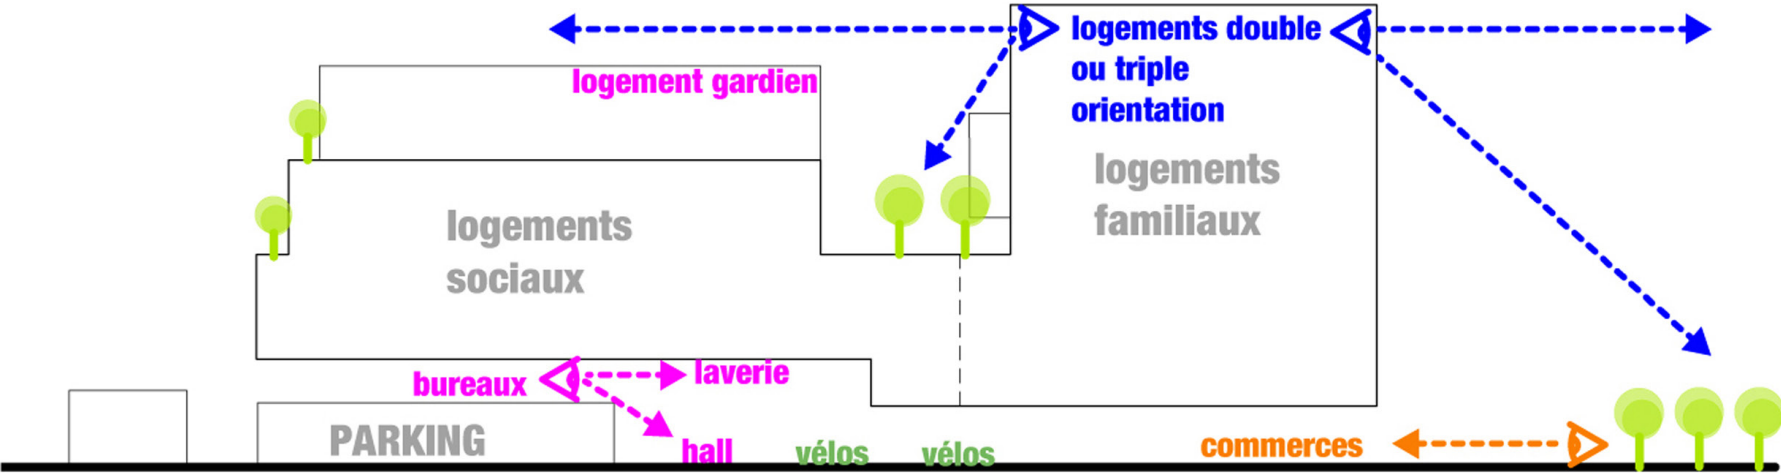 logements double
ou triple
orientation
logement gardien
logements
familiaux
logements
sociaux
bureaux
laverie
PARKING
hall
vélos
vélos
commerces